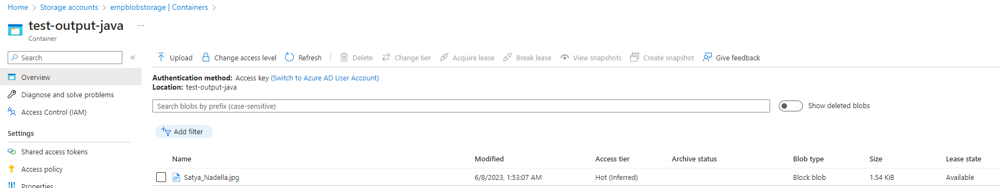 Home > Storage accounts > empblobstorage | Containers >
test-output-java ...
Container
Search
«
Overview
Diagnose and solve problems
Access Control (IAM)
Settings
Shared access tokens
Access policy
Properties
Upload Change access level Refresh Delete Change tier Acquire lease Break lease View snapshots Create snapshot Give feedback
Authentication method: Access key (Switch to Azure AD User Account)
Location: test-output-java
Search blobs by prefix (case-sensitive)
Show deleted blobs
Add filter
Name Modified Access tier Archive status Blob type Size Lease state
Satya_Nadella.jpg 6/8/2023, 1:53:07 AM Hot (Inferred) Block blob 1.54 KiB Available